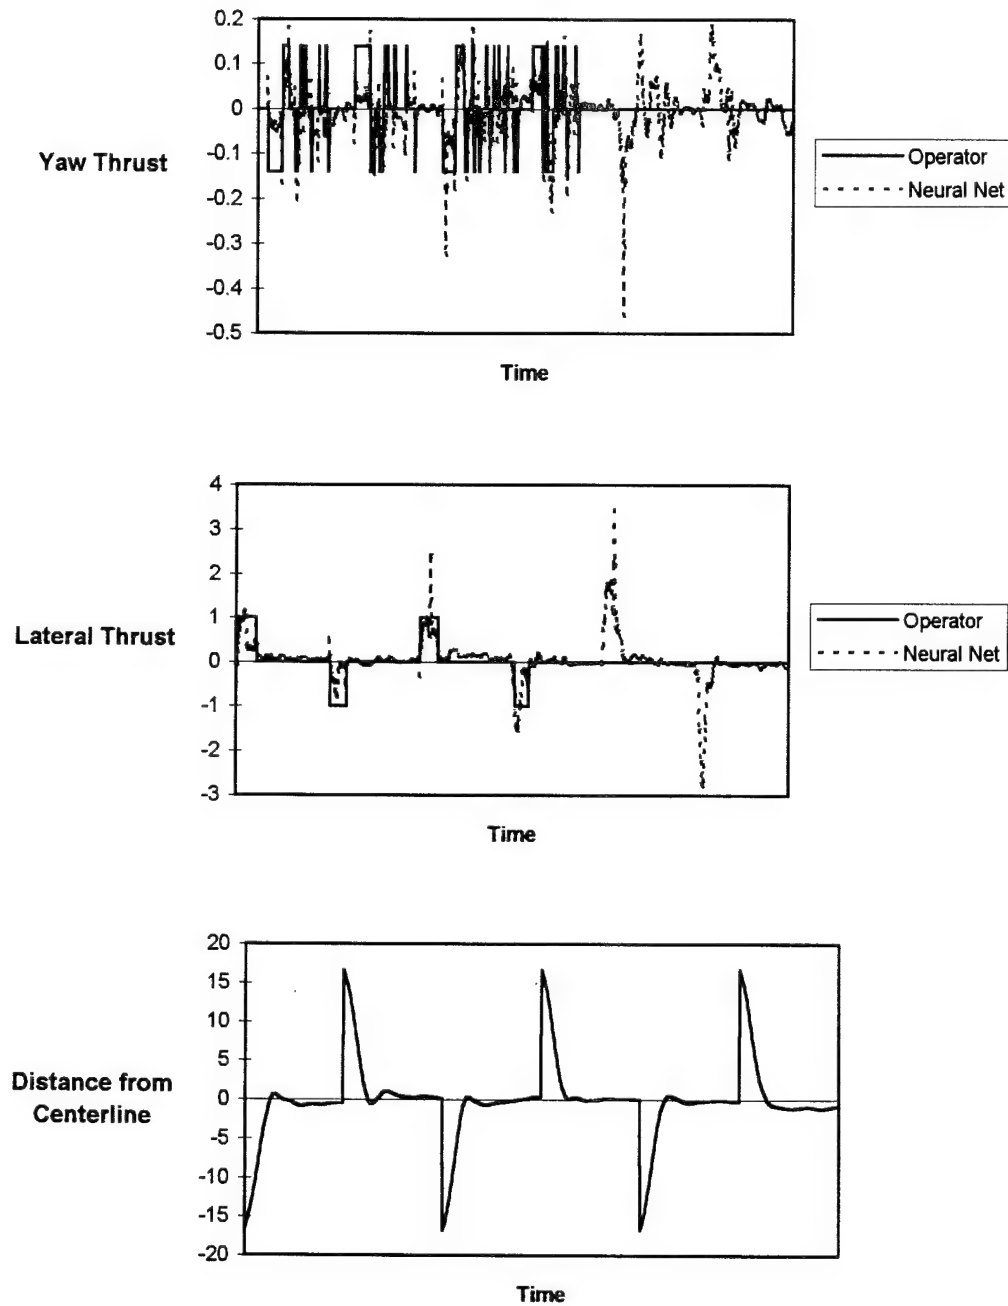 0.2
0.1
0
-0.1
-0.2
-0.3
-0.4
-0.5
Yaw Thrust
Time
Operator
Neural Net
4
3
2
1
0
-1
-2
-3
Lateral Thrust
Time
Operator
Neural Net
20
15
10
5
0
-5
-10
-15
-20
Distance from
Centerline
Time